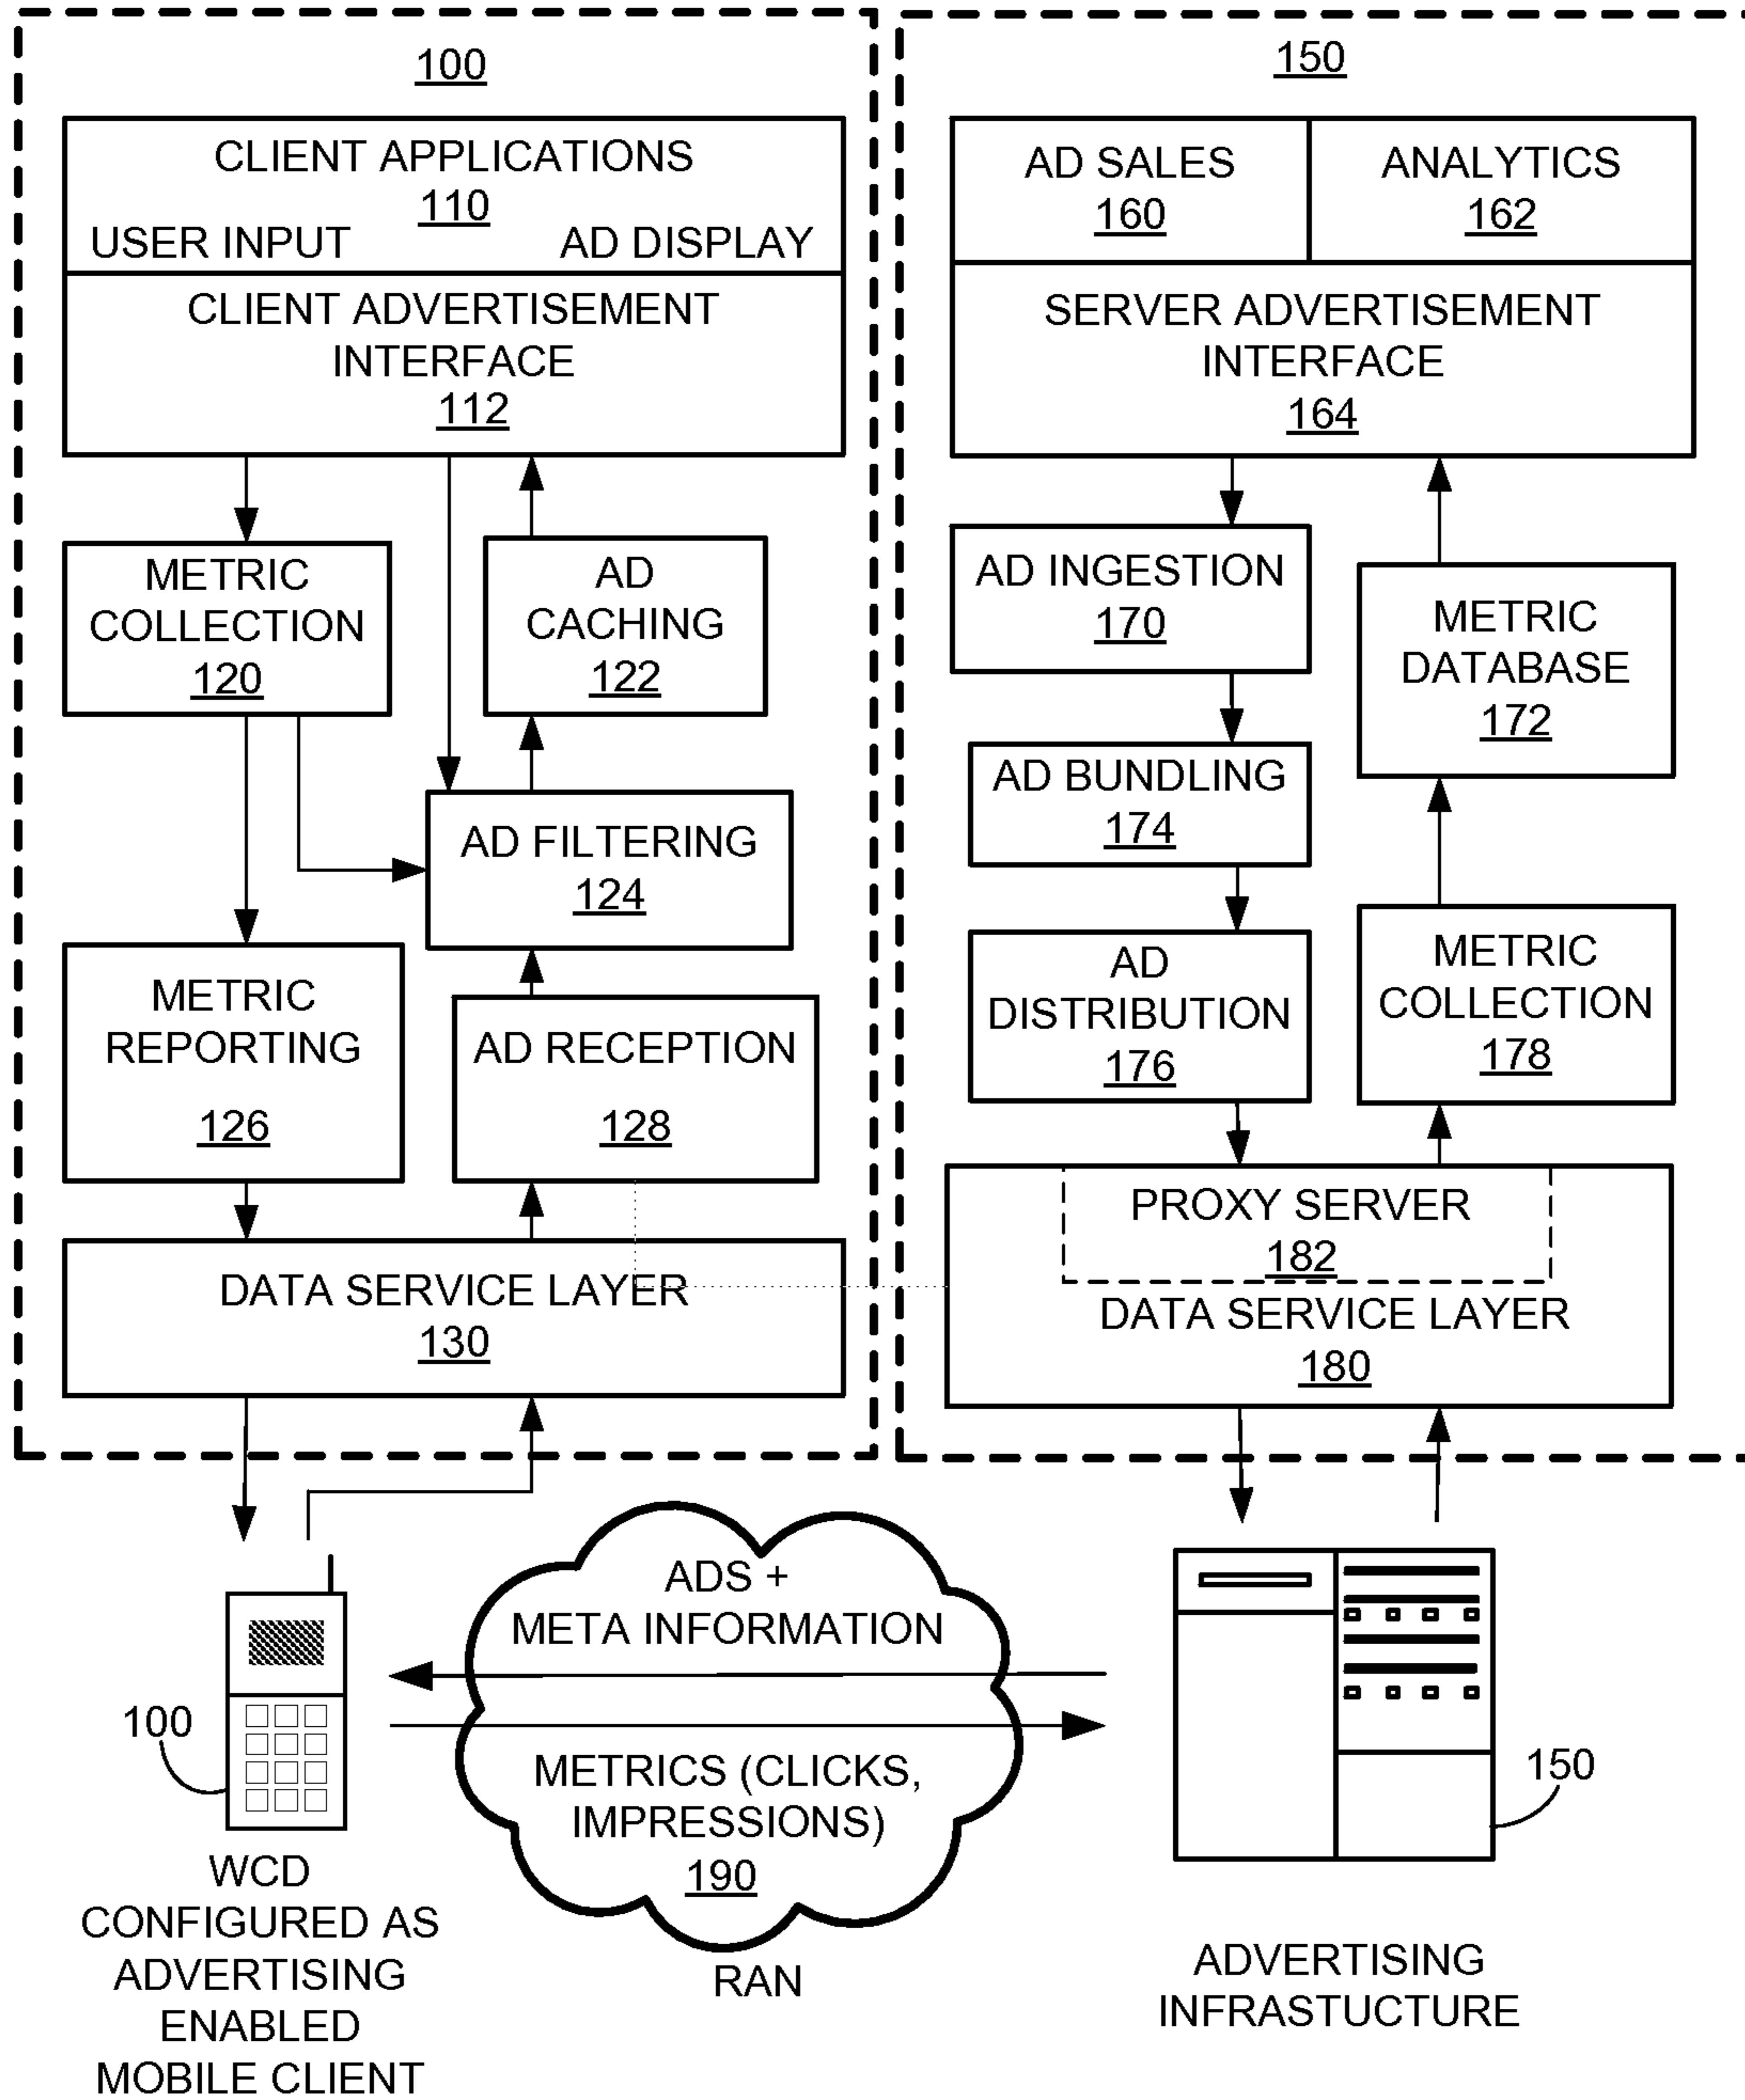 100
CLIENT APPLICATIONS
110
USER INPUT
AD DISPLAY
CLIENT ADVERTISEMENT
INTERFACE
112
METRIC
COLLECTION
120
AD
CACHING
122
AD FILTERING
124
METRIC
REPORTING
126
AD RECEPTION
128
DATA SERVICE LAYER
130
150
AD SALES
160
ANALYTICS
162
SERVER ADVERTISEMENT
INTERFACE
164
AD INGESTION
170
METRIC
DATABASE
172
AD BUNDLING
174
AD
DISTRIBUTION
176
METRIC
COLLECTION
178
PROXY SERVER
182
DATA SERVICE LAYER
180
100
WCD
CONFIGURED AS
ADVERTISING
ENABLED
MOBILE CLIENT
ADS +
META INFORMATION
METRICS (CLICKS,
IMPRESSIONS)
190
RAN
150
ADVERTISING
INFRASTUCTURE